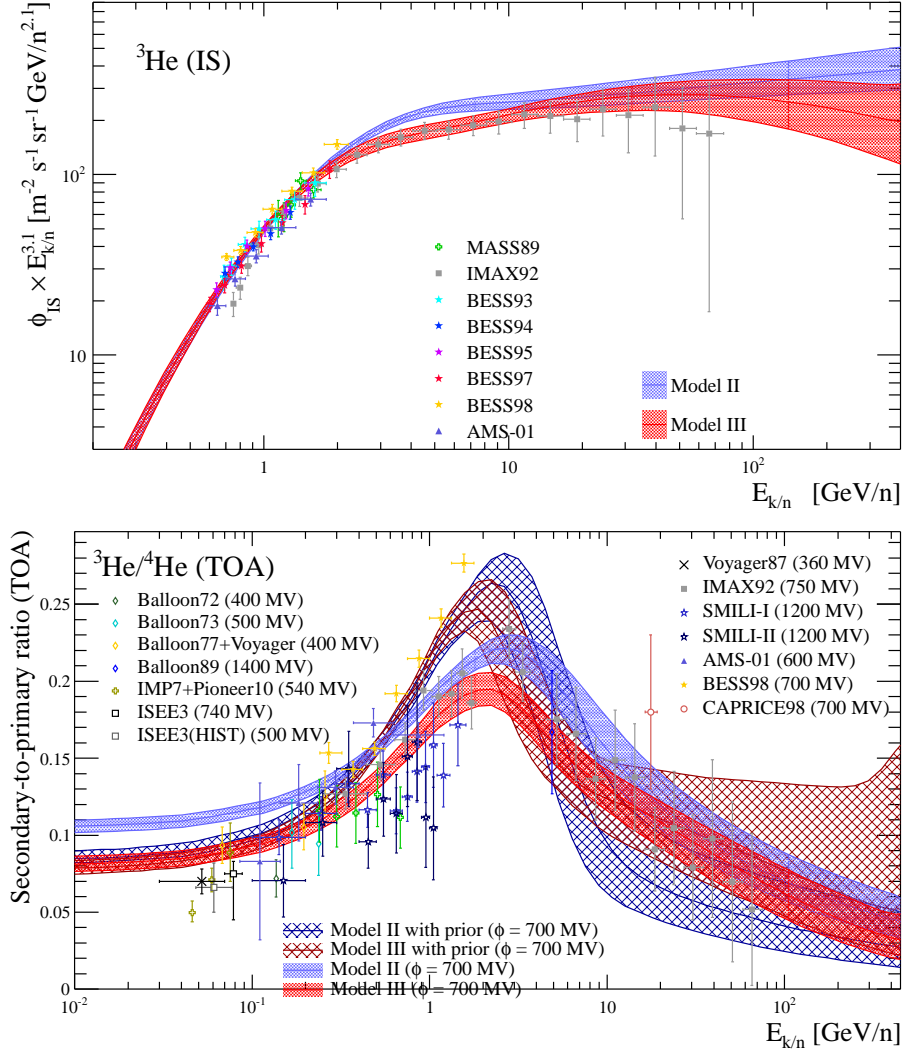 ³He (IS)
ϕ_IS × E_k/n^3.1 [m⁻² s⁻¹ sr⁻¹ GeV/n^2.1]
10²
10
MASS89
IMAX92
BESS93
BESS94
BESS95
BESS97
BESS98
AMS-01
Model II
Model III
1 10 10²
E_k/n [GeV/n]
³He/⁴He (TOA)
Secondary-to-primary ratio (TOA)
0.25
0.2
0.15
0.1
0.05
0
Balloon72 (400 MV)
Balloon73 (500 MV)
Balloon77+Voyager (400 MV)
Balloon89 (1400 MV)
IMP7+Pioneer10 (540 MV)
ISEE3 (740 MV)
ISEE3(HIST) (500 MV)
Voyager87 (360 MV)
IMAX92 (750 MV)
SMILI-I (1200 MV)
SMILI-II (1200 MV)
AMS-01 (600 MV)
BESS98 (700 MV)
CAPRICE98 (700 MV)
Model II with prior (ϕ = 700 MV)
Model III with prior (ϕ = 700 MV)
Model II (ϕ = 700 MV)
Model III (ϕ = 700 MV)
10⁻² 10⁻¹ 1 10 10²
E_k/n [GeV/n]